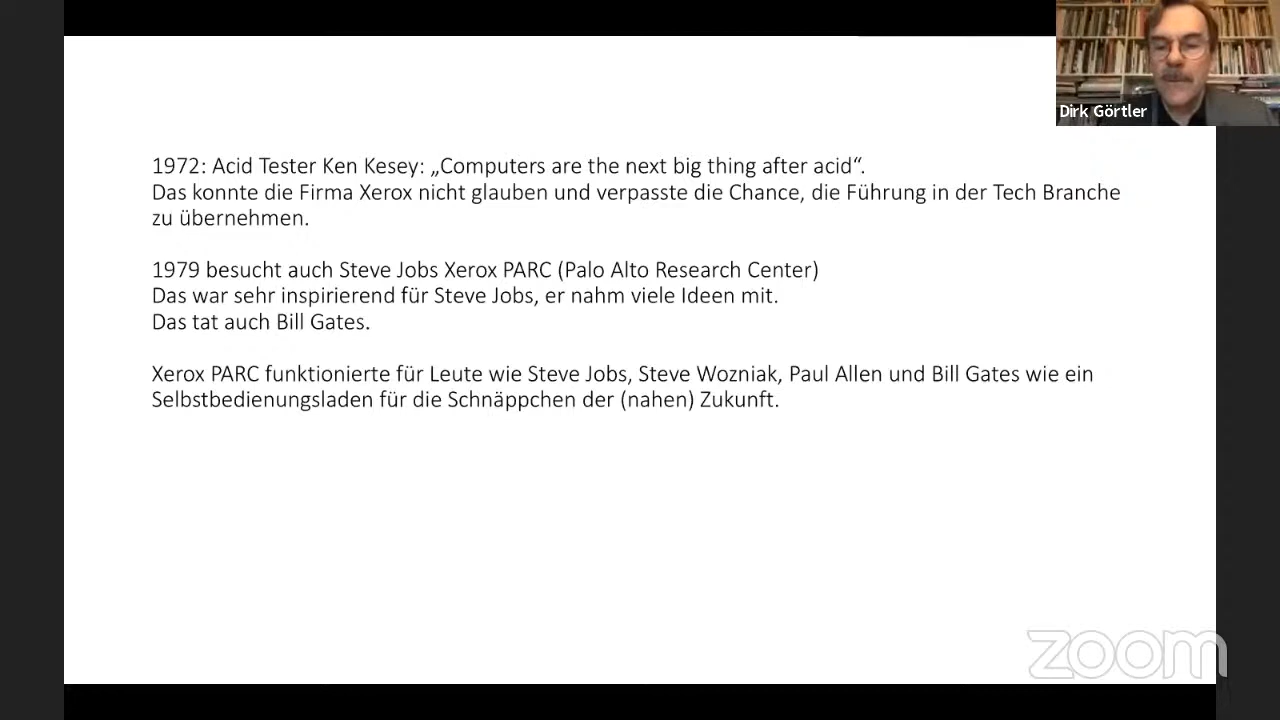 Dirk Görtler
1972: Acid Tester Ken Kesey: „Computers are the next big thing after acid“.
Das konnte die Firma Xerox nicht glauben und verpasste die Chance, die Führung in der Tech Branche
zu übernehmen.
1979 besucht auch Steve Jobs Xerox PARC (Palo Alto Research Center)
Das war sehr inspirierend für Steve Jobs, er nahm viele Ideen mit.
Das tat auch Bill Gates.
Xerox PARC funktionierte für Leute wie Steve Jobs, Steve Wozniak, Paul Allen und Bill Gates wie ein
Selbstbedienungsladen für die Schnäppchen der (nahen) Zukunft.
zoom